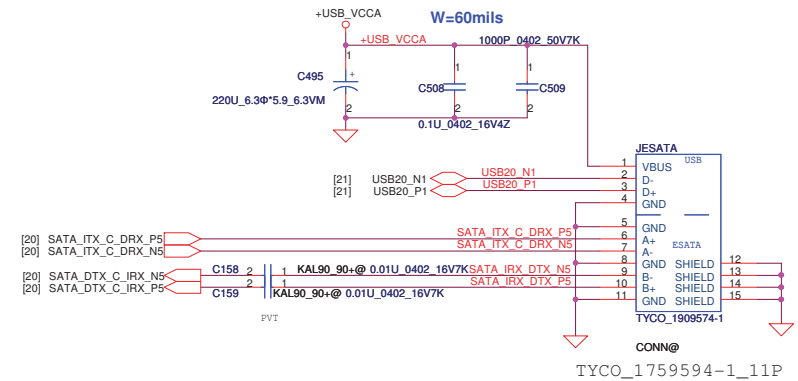 +USB_VCCA
W=60mils
+USB_VCCA
1000P_0402_50V7K
1
1
1
C495
+
C508
C509
220U_6.3Φ*5.9_6.3VM
2
2
2
0.1U_0402_16V4Z
JESATA
USB
1 VBUS
[21] USB20_N1 USB20_N1 2 D-
[21] USB20_P1 USB20_P1 3 D+
4 GND
5 GND
[20] SATA_ITX_C_DRX_P5 SATA_ITX_C_DRX_P5 6 A+
ESATA
[20] SATA_ITX_C_DRX_N5 SATA_ITX_C_DRX_N5 7 A-
8 GND SHIELD 12
[20] SATA_DTX_C_IRX_N5 C158 2 1 KAL90_90+@ 0.01U_0402_16V7K SATA_IRX_DTX_N5 9 B- SHIELD 13
[20] SATA_DTX_C_IRX_P5 2 1 SATA_IRX_DTX_P5 10 B+ SHIELD 14
C159 KAL90_90+@ 0.01U_0402_16V7K 11 GND SHIELD 15
PVT
TYCO_1909574-1
CONN@
TYCO_1759594-1_11P